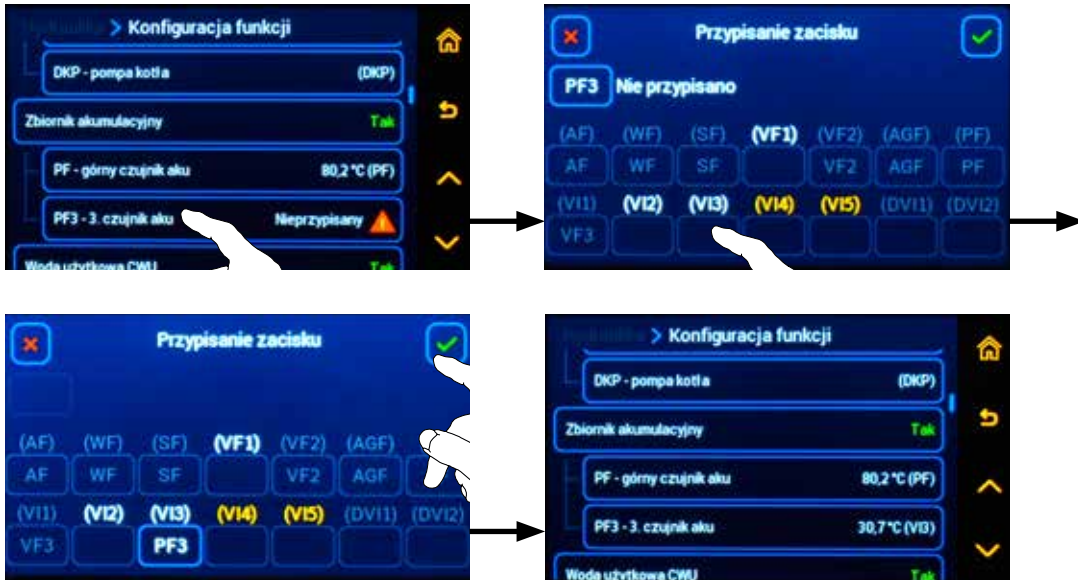 > Konfiguracja funkcji
DKP - pompa kotła (DKP)
Zbiornik akumulacyjny Tak
PF - górny czujnik aku 80,2 °C (PF)
PF3 - 3. czujnik aku Nieprzypisany
Woda użytkowa CWU Tak
Przypisanie zacisku
PF3 Nie przypisano
(AF) (WF) (SF) (VF1) (VF2) (AGF) (PF)
AF WF SF VF2 AGF PF
(VI1) (VI2) (VI3) (VI4) (VI5) (DVI1) (DVI2)
VF3
Przypisanie zacisku
(AF) (WF) (SF) (VF1) (VF2) (AGF)
AF WF SF VF2 AGF
(VI1) (VI2) (VI3) (VI4) (VI5) (DVI1) (DVI2)
VF3 PF3
> Konfiguracja funkcji
DKP - pompa kotła (DKP)
Zbiornik akumulacyjny Tak
PF - górny czujnik aku 80,2 °C (PF)
PF3 - 3. czujnik aku 30,7 °C (VI3)
Woda użytkowa CWU Tak